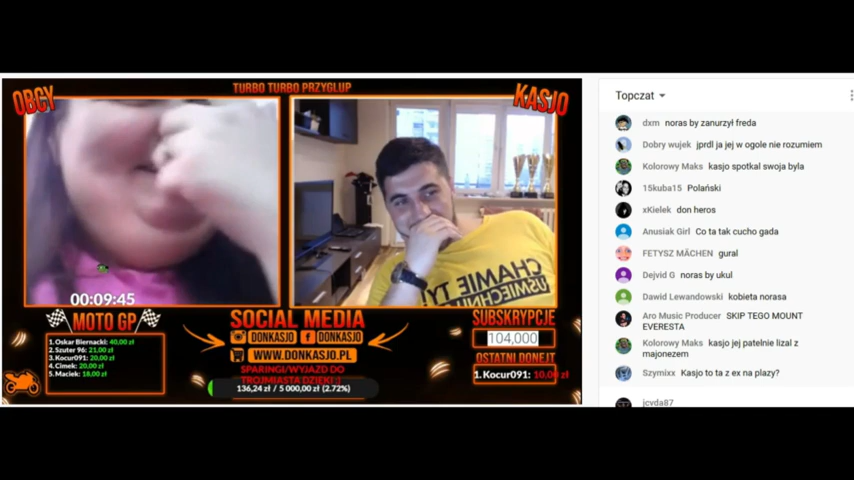 TURBO TURBO PRZYGŁUP
OBCY
KASJO
CHAMIE TY!
00:09:45
MOTO GP
1. Oskar Biernacki: 40,00 zł
2. Szuter 96: 21,00 zł
3. Kocur091: 20,00 zł
4. Cimek: 20,00 zł
5. Maciek: 18,00 zł
SOCIAL MEDIA
DONKASJO
DONKASJO
WWW.DONKASJO.PL
SPARINGI/WYJAZD DO
TROJMIASTA DZIEKI :)
136,24 zł / 5 000,00 zł (2.72%)
SUBSKRYPCJE
104,000
OSTATNI DONEJT
1. Kocur091: 10,00 zł
Topczat
dxm noras by zanurzył freda
Dobry wujek jprdl ja jej w ogole nie rozumiem
Kolorowy Maks kasjo spotkal swoja byla
15kuba15 Polański
xKielek don heros
Anusiak Girl Co ta tak cucho gada
FETYSZ MÄCHEN gural
Dejvid G noras by ukul
Dawid Lewandowski kobieta norasa
Aro Music Producer SKIP TEGO MOUNT
EVERESTA
Kolorowy Maks kasjo jej patelnie lizal z
majonezem
Szymixx Kasjo to ta z ex na plazy?
jcvda87